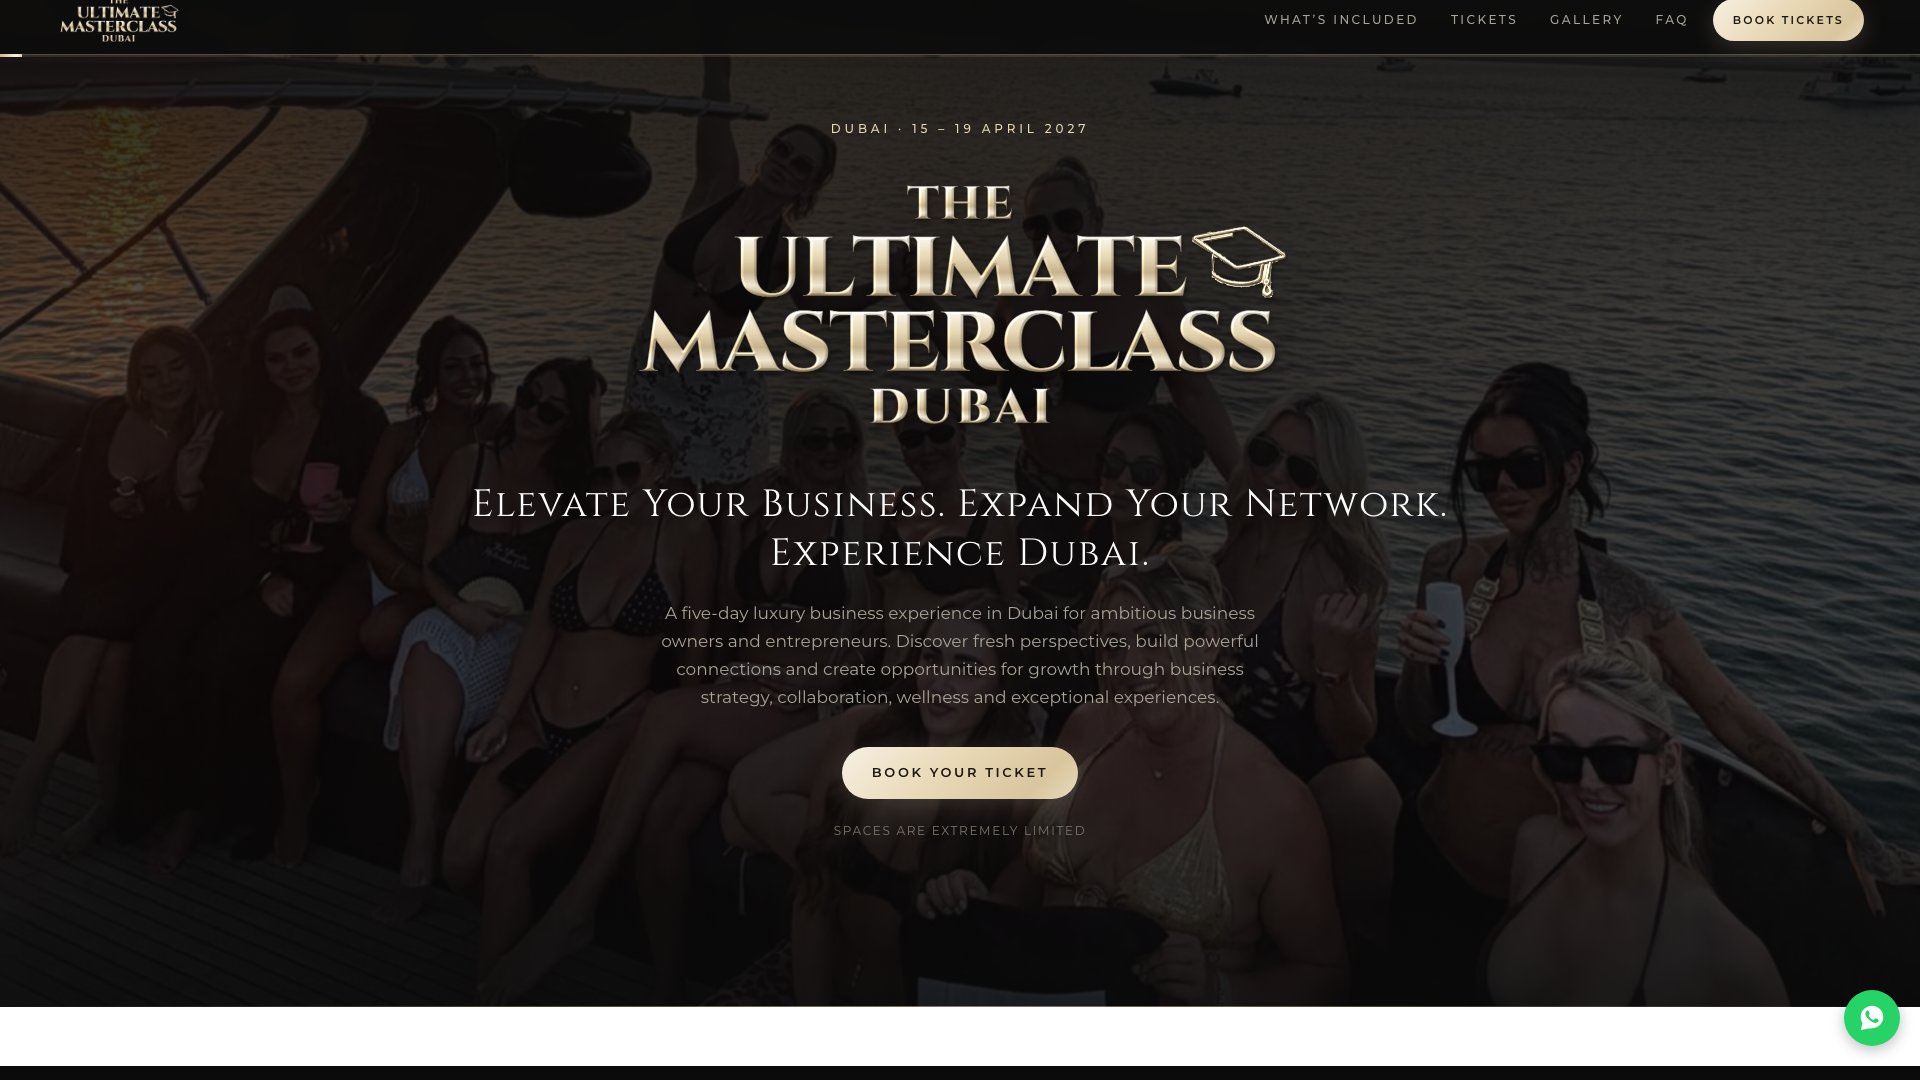 THE
ULTIMATE
MASTERCLASS
DUBAI
WHAT'S INCLUDED
TICKETS
GALLERY
FAQ
BOOK TICKETS
DUBAI · 15 – 19 APRIL 2027
THE
ULTIMATE
MASTERCLASS
DUBAI
Elevate Your Business. Expand Your Network.
Experience Dubai.
A five-day luxury business experience in Dubai for ambitious business
owners and entrepreneurs. Discover fresh perspectives, build powerful
connections and create opportunities for growth through business
strategy, collaboration, wellness and exceptional experiences.
BOOK YOUR TICKET
SPACES ARE EXTREMELY LIMITED